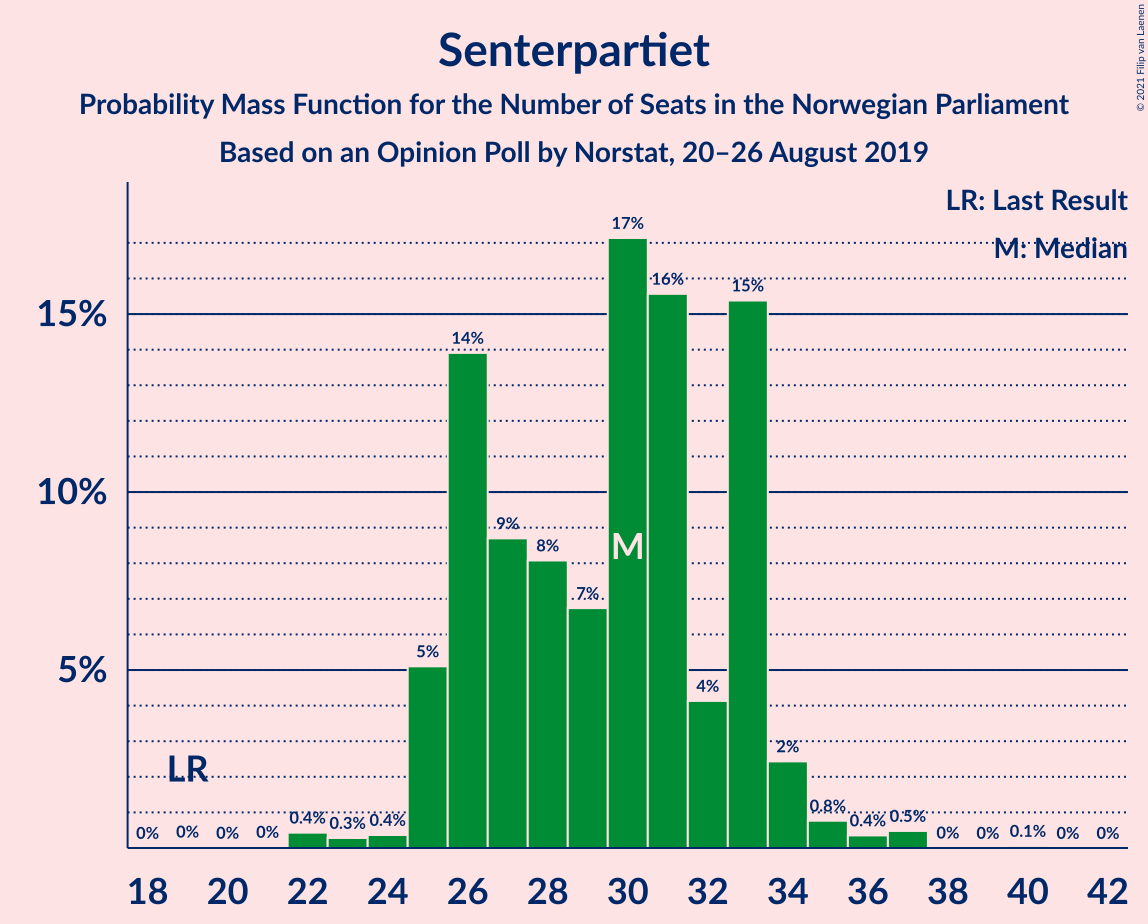 Senterpartiet
Probability Mass Function for the Number of Seats in the Norwegian Parliament
Based on an Opinion Poll by Norstat, 20–26 August 2019
© 2021 Filip van Laenen
LR: Last Result
M: Median
15%
10%
5%
LR
M
0% 0% 0% 0% 0.4% 0.3% 0.4% 5% 14% 9% 8% 7% 17% 16% 4% 15% 2% 0.8% 0.4% 0.5% 0% 0% 0.1% 0% 0%
18 20 22 24 26 28 30 32 34 36 38 40 42